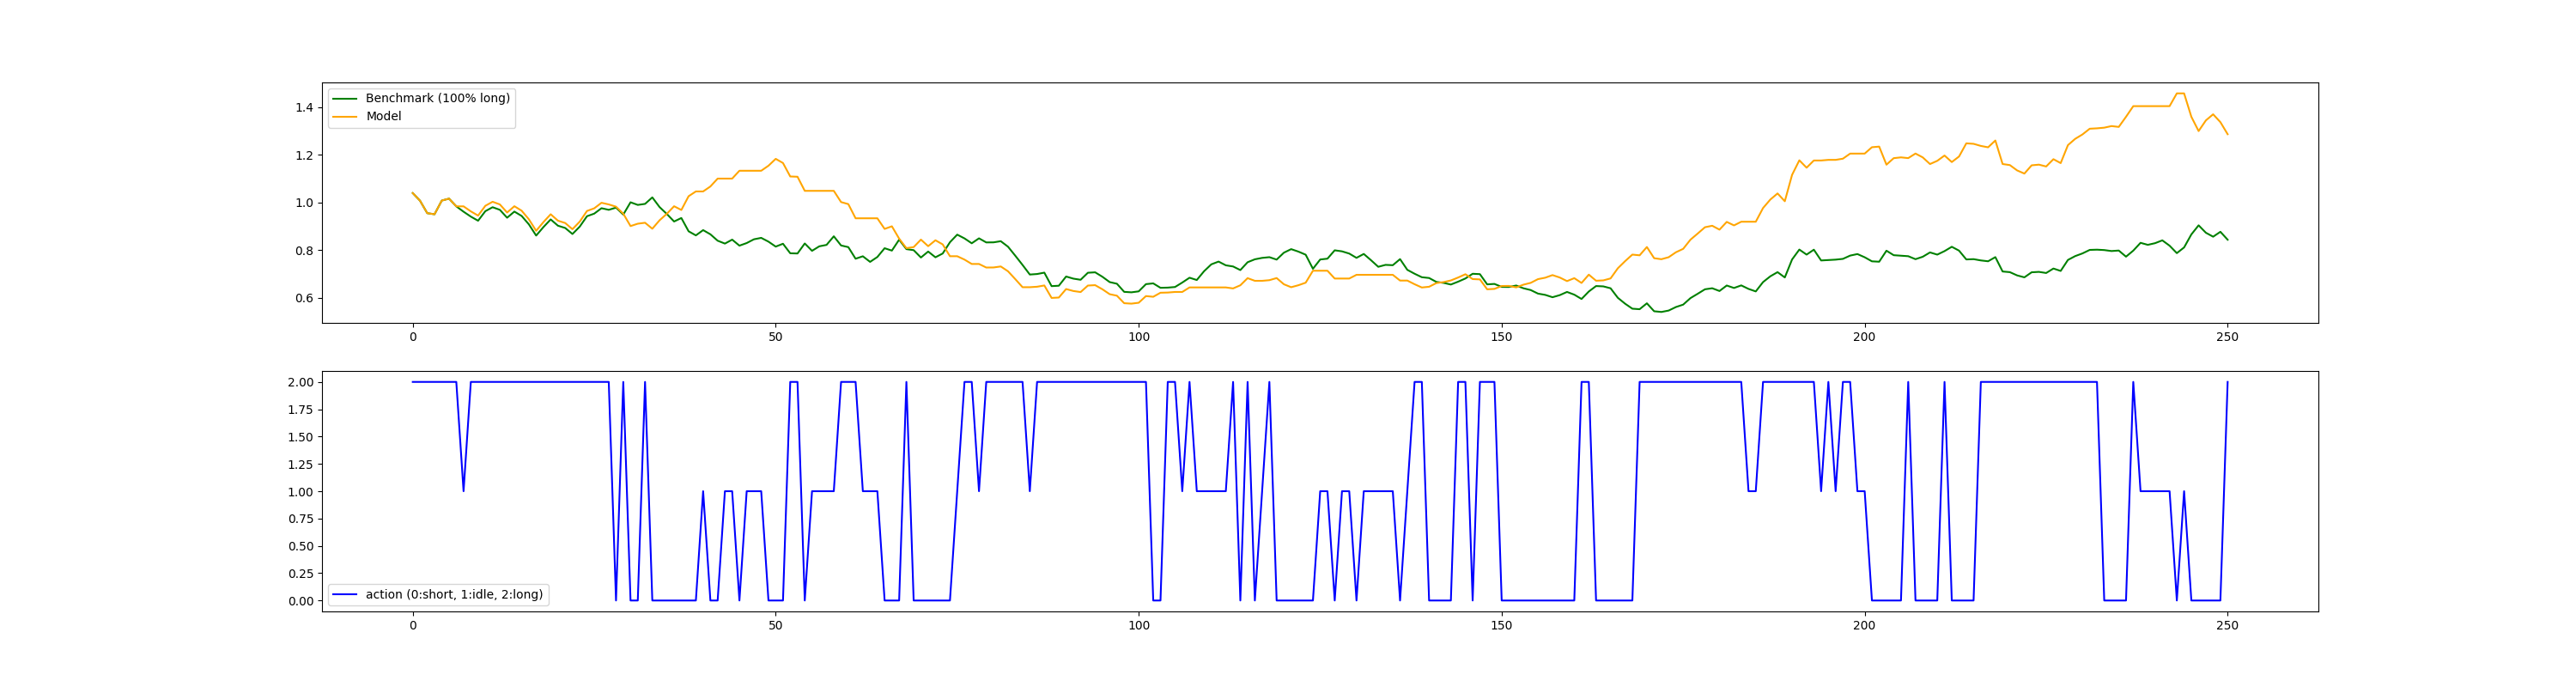 Benchmark (100% long)
Model
1.4
1.2
1.0
0.8
0.6
0 50 100 150 200 250
2.00
1.75
1.50
1.25
1.00
0.75
0.50
0.25
0.00
action (0:short, 1:idle, 2:long)
0 50 100 150 200 250